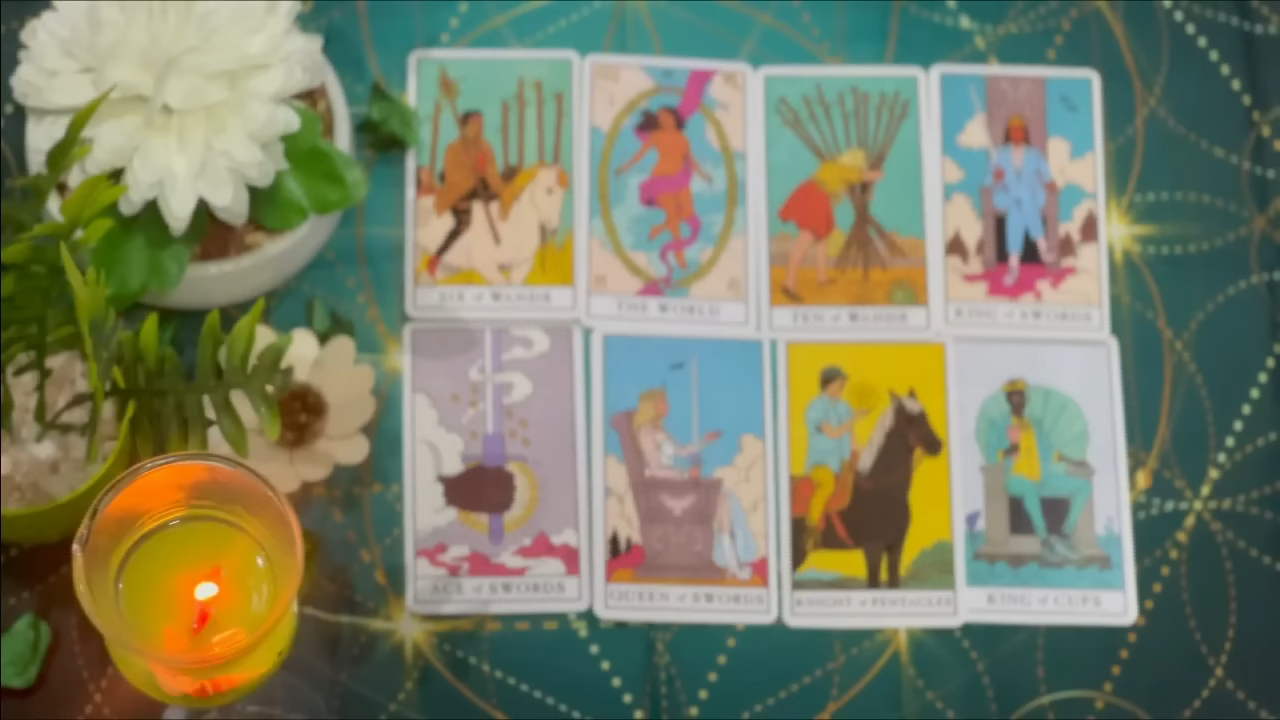 SIX of WANDS
THE WORLD
TEN of WANDS
KING of SWORDS
ACE of SWORDS
QUEEN of SWORDS
KNIGHT of PENTACLES
KING of CUPS